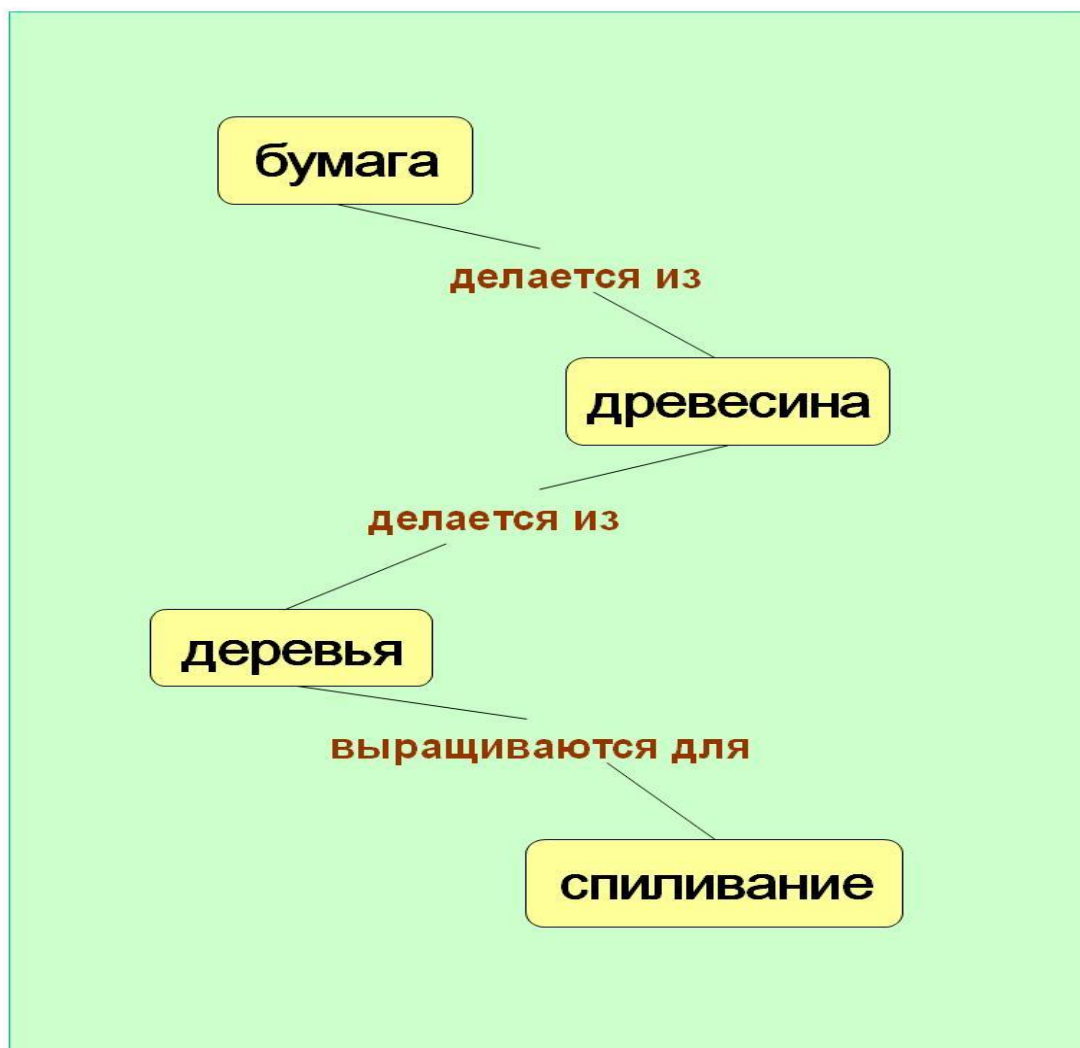 бумага
делается из
древесина
делается из
деревья
выращиваются для
спиливание